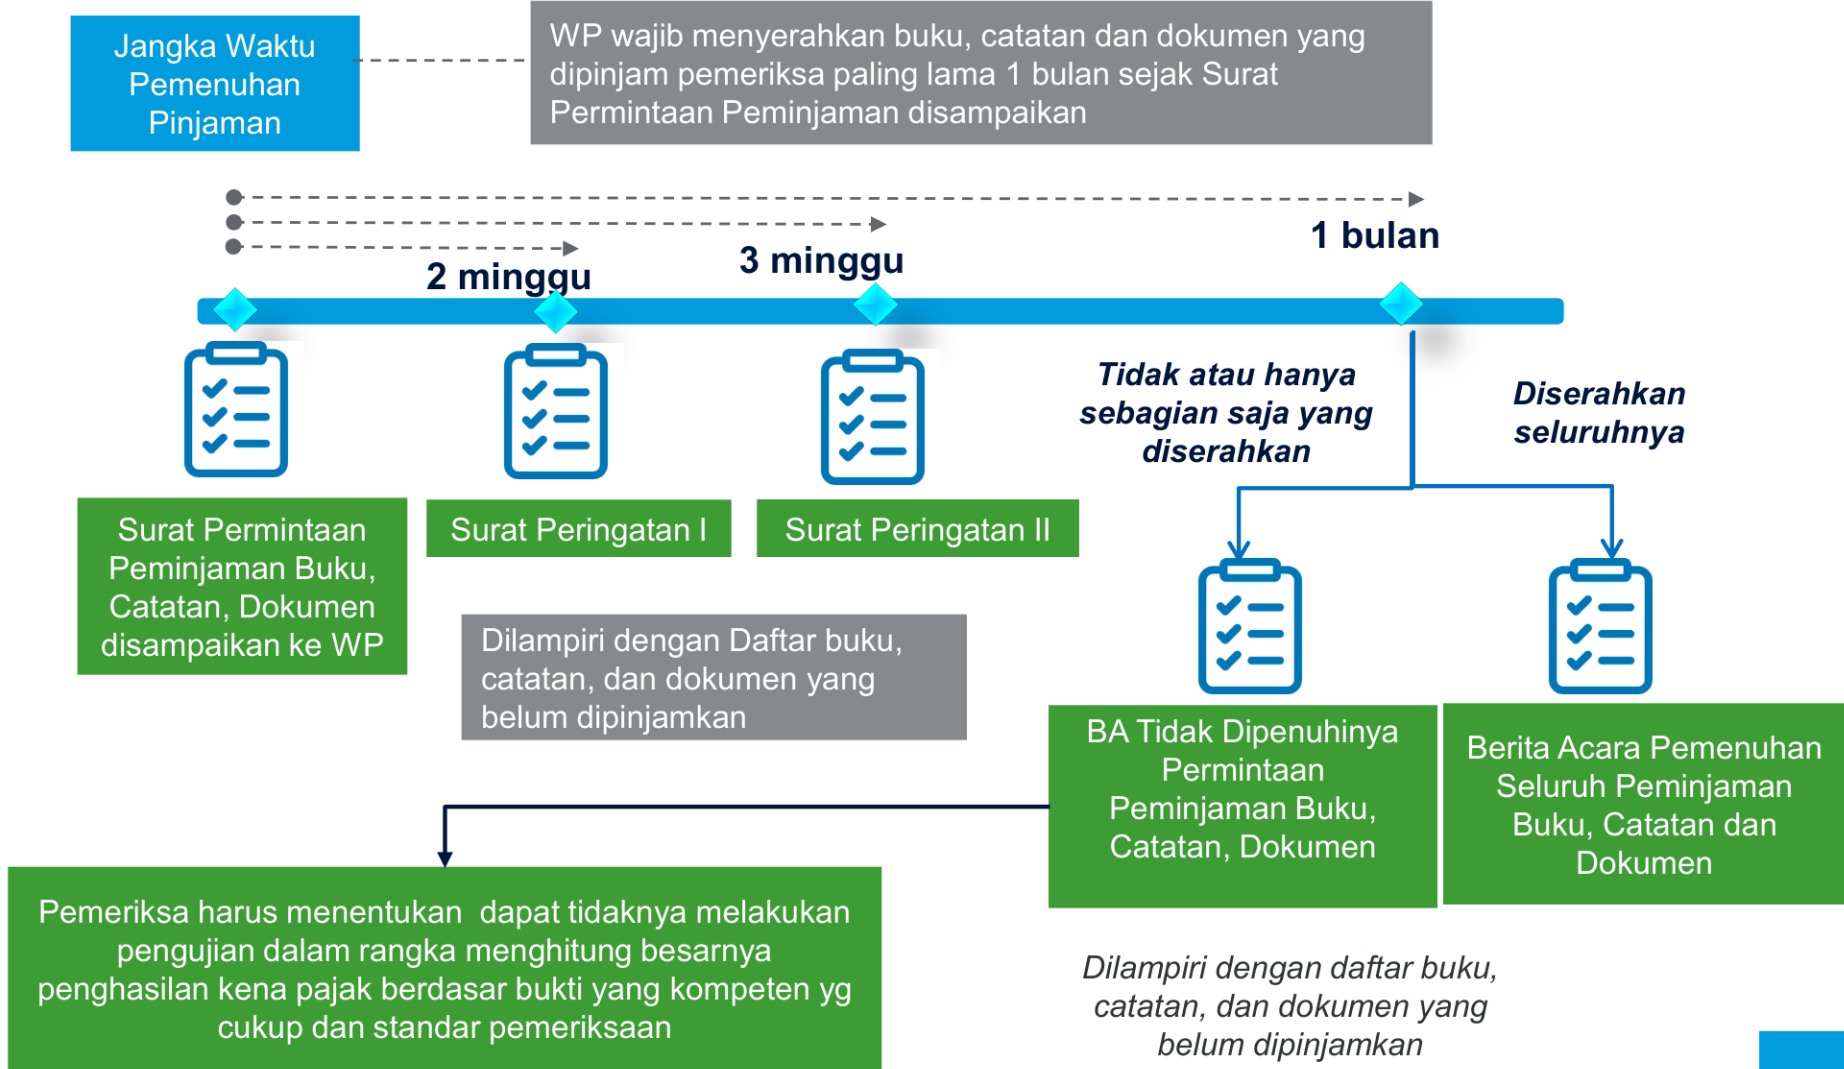 Jangka Waktu
Pemenuhan
Pinjaman
WP wajib menyerahkan buku, catatan dan dokumen yang
dipinjam pemeriksa paling lama 1 bulan sejak Surat
Permintaan Peminjaman disampaikan
2 minggu
3 minggu
1 bulan
Tidak atau hanya
sebagian saja yang
diserahkan
Diserahkan
seluruhnya
Surat Permintaan
Peminjaman Buku,
Catatan, Dokumen
disampaikan ke WP
Surat Peringatan I
Surat Peringatan II
Dilampiri dengan Daftar buku,
catatan, dan dokumen yang
belum dipinjamkan
BA Tidak Dipenuhinya
Permintaan
Peminjaman Buku,
Catatan, Dokumen
Berita Acara Pemenuhan
Seluruh Peminjaman
Buku, Catatan dan
Dokumen
Pemeriksa harus menentukan  dapat tidaknya melakukan
pengujian dalam rangka menghitung besarnya
penghasilan kena pajak berdasar bukti yang kompeten yg
cukup dan standar pemeriksaan
Dilampiri dengan daftar buku,
catatan, dan dokumen yang
belum dipinjamkan